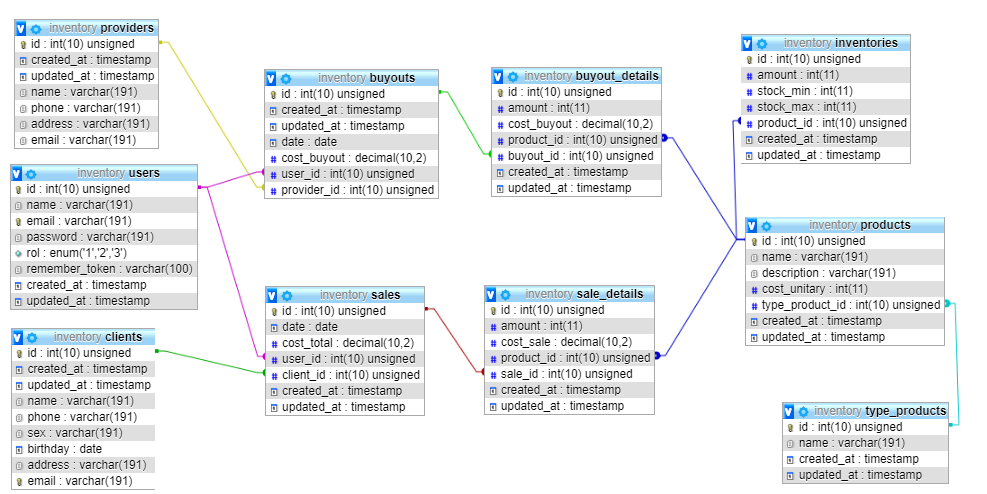 inventory providers
id : int(10) unsigned
created_at : timestamp
updated_at : timestamp
name : varchar(191)
phone : varchar(191)
address : varchar(191)
email : varchar(191)
inventory users
id : int(10) unsigned
name : varchar(191)
email : varchar(191)
password : varchar(191)
rol : enum('1','2','3')
remember_token : varchar(100)
created_at : timestamp
updated_at : timestamp
inventory clients
id : int(10) unsigned
created_at : timestamp
updated_at : timestamp
name : varchar(191)
phone : varchar(191)
sex : varchar(191)
birthday : date
address : varchar(191)
email : varchar(191)
inventory buyouts
id : int(10) unsigned
created_at : timestamp
updated_at : timestamp
date : date
cost_buyout : decimal(10,2)
user_id : int(10) unsigned
provider_id : int(10) unsigned
inventory sales
id : int(10) unsigned
date : date
cost_total : decimal(10,2)
user_id : int(10) unsigned
client_id : int(10) unsigned
created_at : timestamp
updated_at : timestamp
inventory buyout_details
id : int(10) unsigned
amount : int(11)
cost_buyout : decimal(10,2)
product_id : int(10) unsigned
buyout_id : int(10) unsigned
created_at : timestamp
updated_at : timestamp
inventory sale_details
id : int(10) unsigned
amount : int(11)
cost_sale : decimal(10,2)
product_id : int(10) unsigned
sale_id : int(10) unsigned
created_at : timestamp
updated_at : timestamp
inventory inventories
id : int(10) unsigned
amount : int(11)
stock_min : int(11)
stock_max : int(11)
product_id : int(10) unsigned
created_at : timestamp
updated_at : timestamp
inventory products
id : int(10) unsigned
name : varchar(191)
description : varchar(191)
cost_unitary : int(11)
type_product_id : int(10) unsigned
created_at : timestamp
updated_at : timestamp
inventory type_products
id : int(10) unsigned
name : varchar(191)
created_at : timestamp
updated_at : timestamp